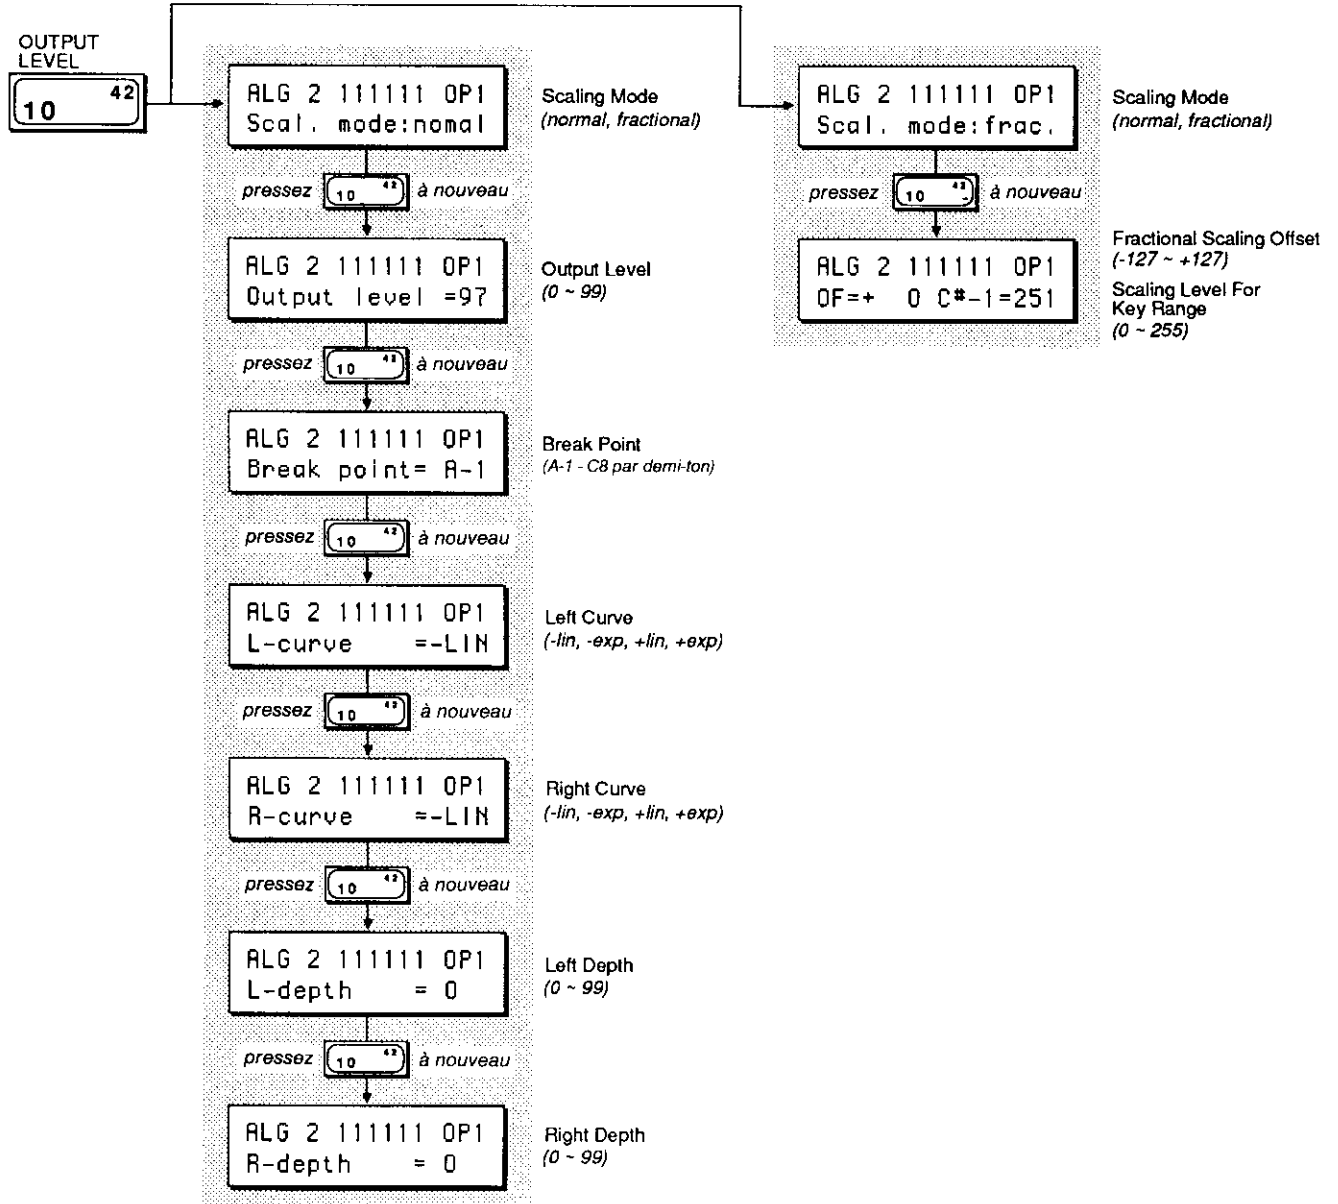 OUTPUT
LEVEL
10 42
ALG 2 111111 OP1
Scal. mode:nomal
Scaling Mode
(normal, fractional)
pressez 10 42 à nouveau
ALG 2 111111 OP1
Output level =97
Output Level
(0 ~ 99)
pressez 10 42 à nouveau
ALG 2 111111 OP1
Break point= A-1
Break Point
(A-1 - C8 par demi-ton)
pressez 10 42 à nouveau
ALG 2 111111 OP1
L-curve =-LIN
Left Curve
(-lin, -exp, +lin, +exp)
pressez 10 42 à nouveau
ALG 2 111111 OP1
R-curve =-LIN
Right Curve
(-lin, -exp, +lin, +exp)
pressez 10 42 à nouveau
ALG 2 111111 OP1
L-depth = 0
Left Depth
(0 ~ 99)
pressez 10 42 à nouveau
ALG 2 111111 OP1
R-depth = 0
Right Depth
(0 ~ 99)
ALG 2 111111 OP1
Scal. mode:frac.
Scaling Mode
(normal, fractional)
pressez 10 42 à nouveau
ALG 2 111111 OP1
OF=+ 0 C#-1=251
Fractional Scaling Offset
(-127 ~ +127)
Scaling Level For
Key Range
(0 ~ 255)